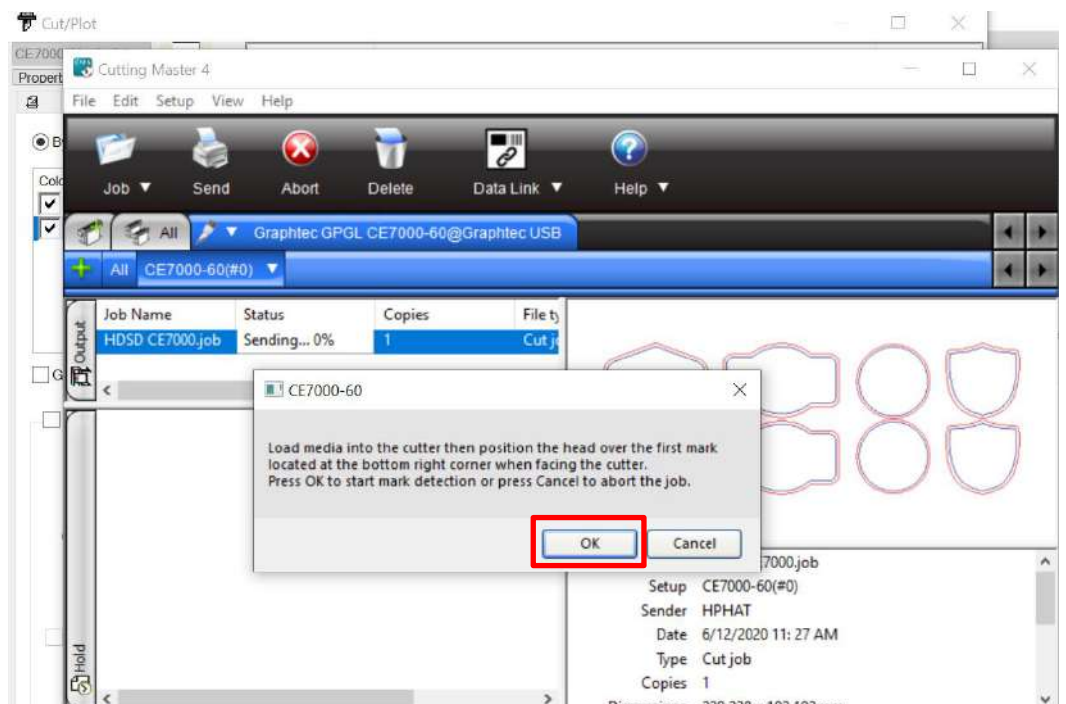 Cut/Plot
CE7000
Propert
Cutting Master 4
File Edit Setup View Help
Job Send Abort Delete Data Link Help
All Graphtec GPGL CE7000-60@Graphtec USB
All CE7000-60(#0)
Output
Job Name Status Copies File ty
HDSD CE7000.job Sending... 0% 1 Cut jo
CE7000-60
Load media into the cutter then position the head over the first mark
located at the bottom right corner when facing the cutter.
Press OK to start mark detection or press Cancel to abort the job.
OK Cancel
7000.job
Setup CE7000-60(#0)
Sender HPHAT
Date 6/12/2020 11: 27 AM
Type Cut job
Copies 1
Hold